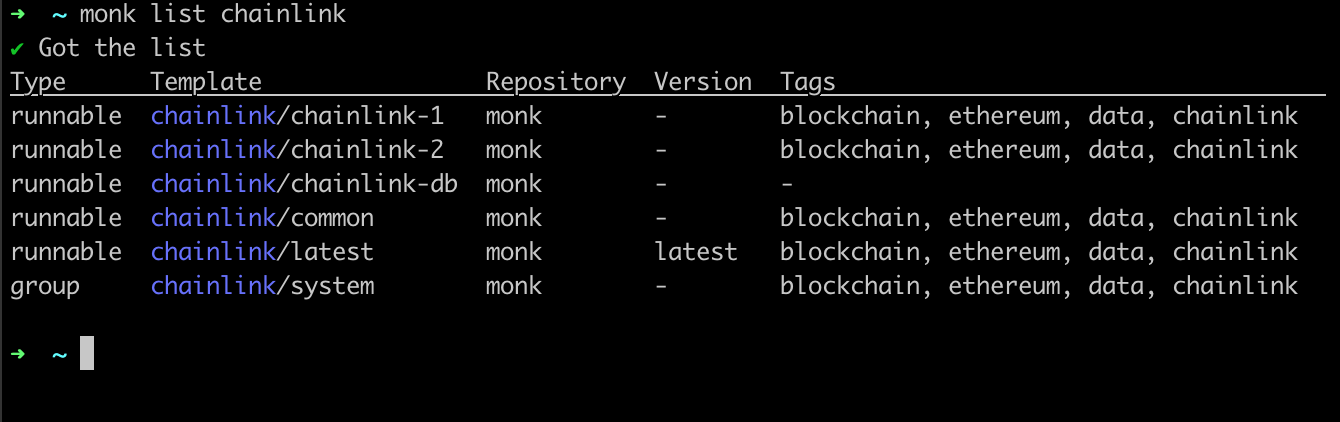 ➜ ~ monk list chainlink
✔ Got the list
Type Template Repository Version Tags
runnable chainlink/chainlink-1 monk - blockchain, ethereum, data, chainlink
runnable chainlink/chainlink-2 monk - blockchain, ethereum, data, chainlink
runnable chainlink/chainlink-db monk - -
runnable chainlink/common monk - blockchain, ethereum, data, chainlink
runnable chainlink/latest monk latest blockchain, ethereum, data, chainlink
group chainlink/system monk - blockchain, ethereum, data, chainlink
➜ ~